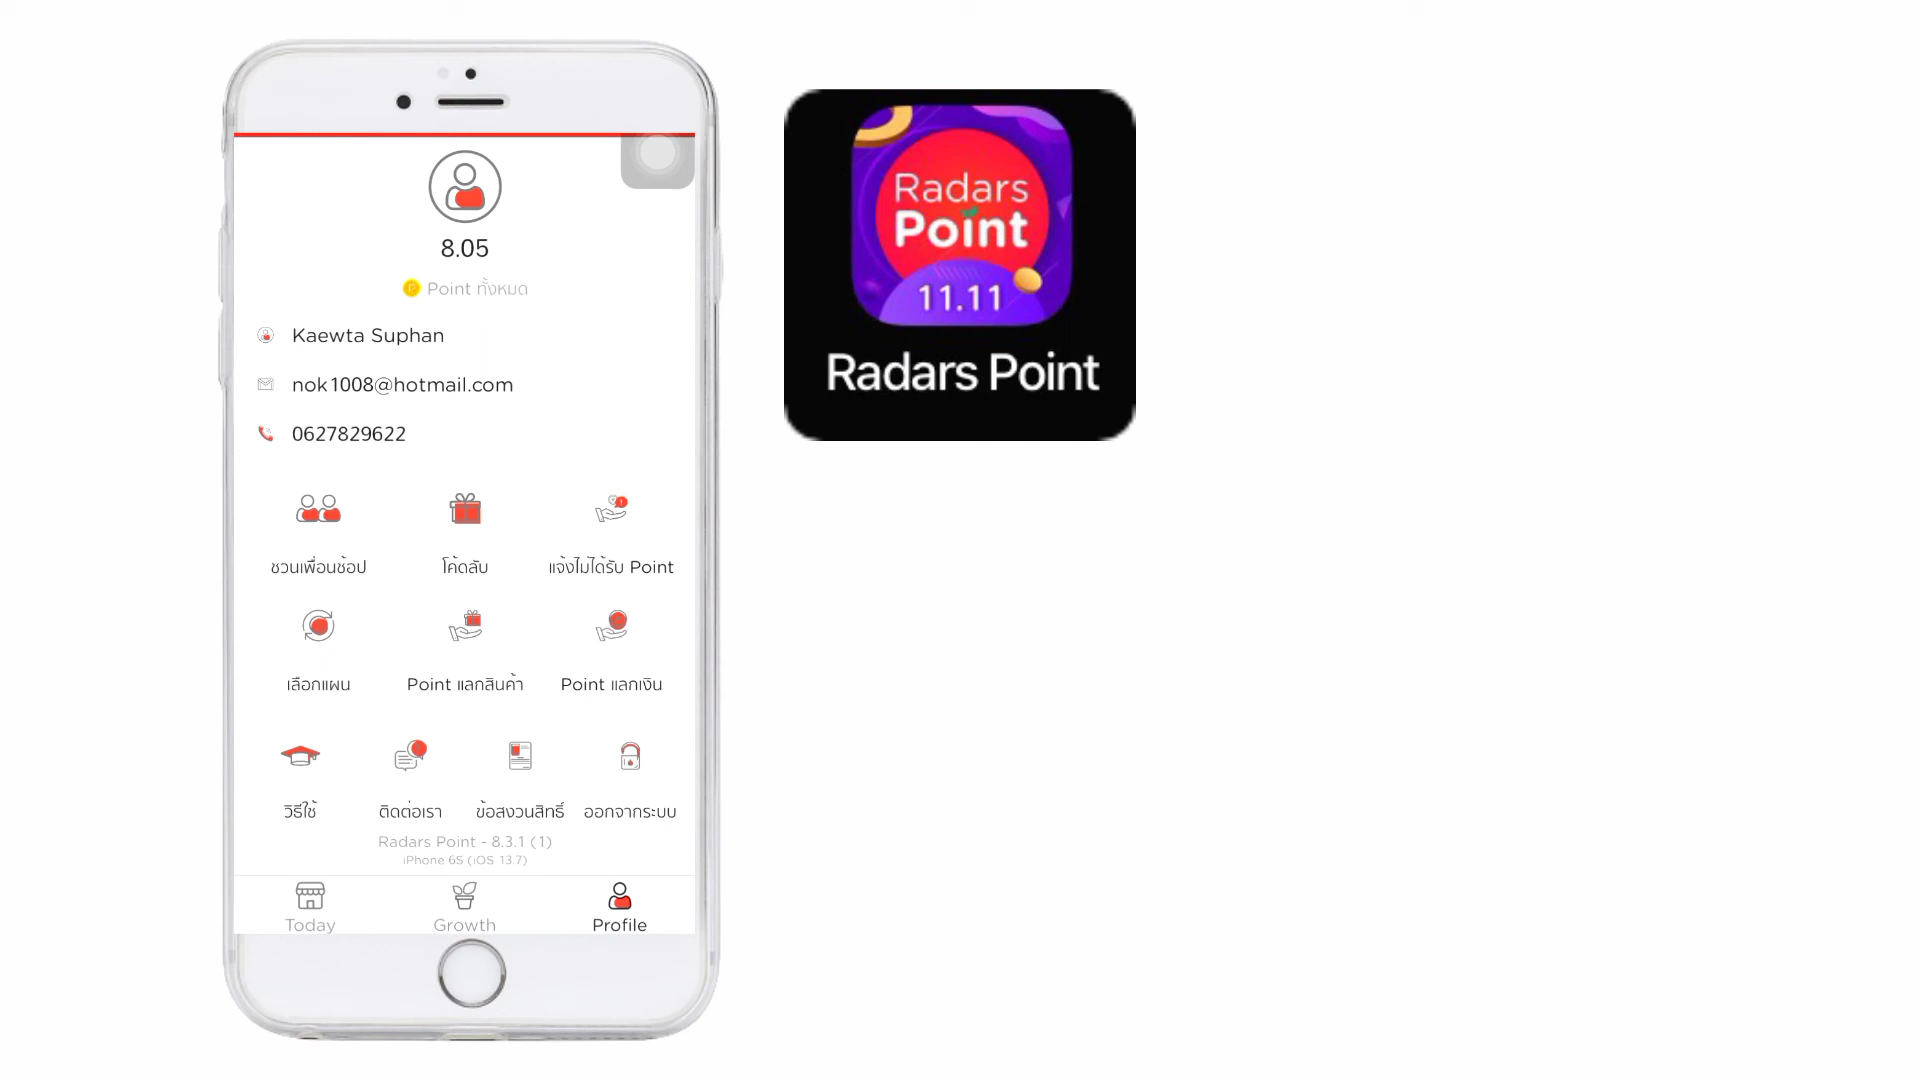 8.05
Point ทั้งหมด
Kaewta Suphan
nok1008@hotmail.com
0627829622
ชวนเพื่อนช้อป
โค้ดลับ
แจ้งไม่ได้รับ Point
เลือกแผน
Point แลกสินค้า
Point แลกเงิน
วิธีใช้
ติดต่อเรา
ข้อสงวนสิทธิ์
ออกจากระบบ
Radars Point - 8.3.1 (1)
iPhone 6S (iOS 13.7)
Today
Growth
Profile
Radars
Point
11.11
Radars Point